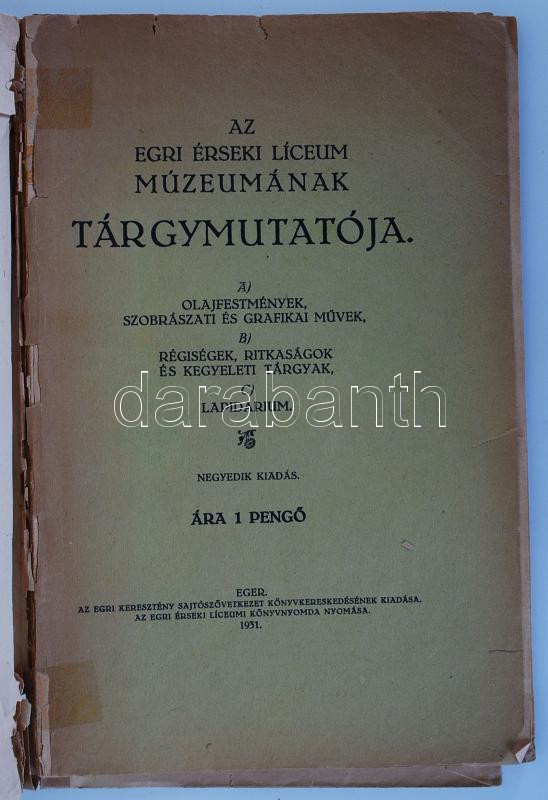 AZ
EGRI ÉRSEKI LÍCEUM
MÚZEUMÁNAK
TÁRGYMUTATÓJA.
A)
OLAJFESTMÉNYEK,
SZOBRÁSZATI ÉS GRAFIKAI MŰVEK,
B)
RÉGISÉGEK, RITKASÁGOK
ÉS KEGYELETI TÁRGYAK,
C)
LAPIDÁRIUM.
darabanth
NEGYEDIK KIADÁS.
ÁRA 1 PENGŐ
EGER.
AZ EGRI KERESZTÉNY SAJTÓSZÖVETKEZET KÖNYVKERESKEDÉSÉNEK KIADÁSA.
AZ EGRI ÉRSEKI LÍCEUMI KÖNYVNYOMDA NYOMÁSA.
1931.